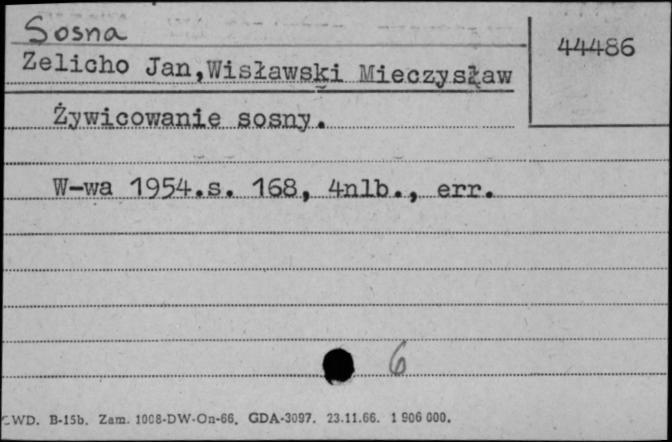 Sosna
44486
Zelicho Jan,Wisławski Mieczysław
Żywicowanie sosny.
W-wa 1954.s. 168, 4nlb., err.
6
CWD. B-15b. Zam. 1008-DW-On-66. GDA-3097. 23.11.66. 1 906 000.